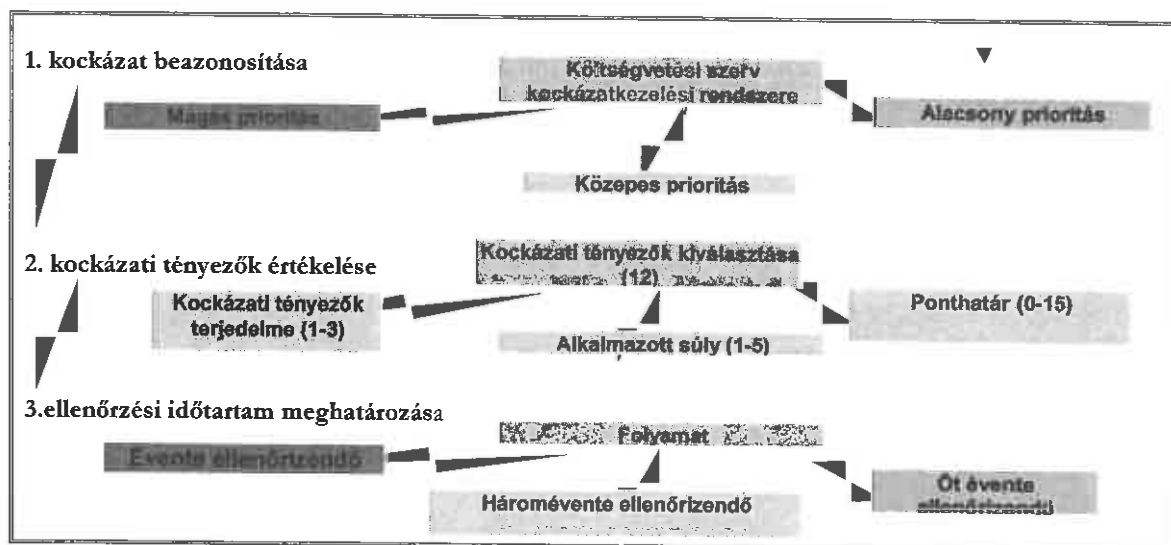 1. kockázat beazonosítása
Költségvetési szerv
kockázatkezelési rendszere
Magas prioritás
Alacsony prioritás
Közepes prioritás
2. kockázati tényezők értékelése
Kockázati tényezők kiválasztása
(12)
Kockázati tényezők
terjedelme (1-3)
Ponthatár (0-15)
Alkalmazott súly (1-5)
3.ellenőrzési időtartam meghatározása
Folyamat
Évente ellenőrizendő
Háromévente ellenőrizendő
Öt évente
ellenőrizendő